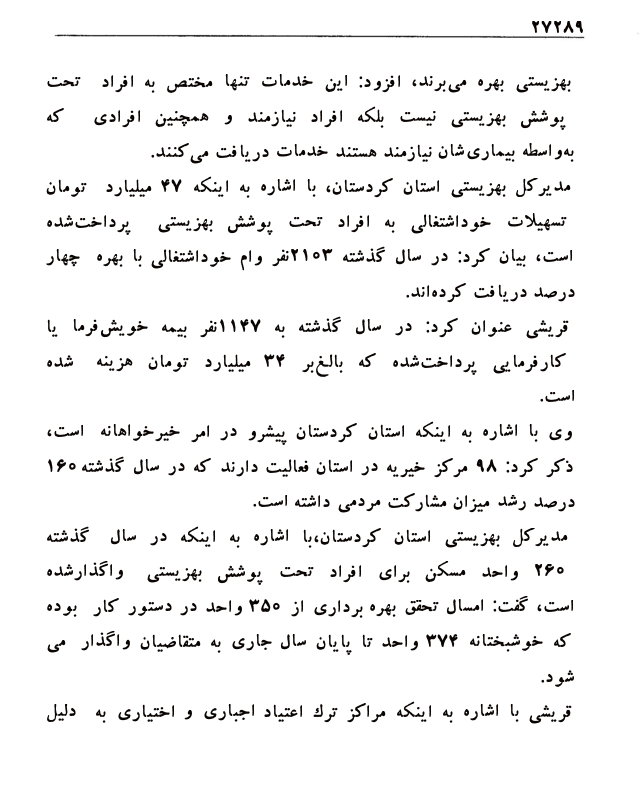 ۲۷۲۸۹
بهزیستی بهره می‌برند، افزود: این خدمات تنها مختص به افراد تحت
پوشش بهزیستی نیست بلکه افراد نیازمند و همچنین افرادی که
به‌واسطه بیماری‌شان نیازمند هستند خدمات دریافت می‌کنند.
مدیرکل بهزیستی استان کردستان، با اشاره به اینکه ۴۷ میلیارد تومان
تسهیلات خوداشتغالی به افراد تحت پوشش بهزیستی پرداخت‌شده
است، بیان کرد: در سال گذشته ۲۱۰۳نفر وام خوداشتغالی با بهره چهار
درصد دریافت کرده‌اند.
قریشی عنوان کرد: در سال گذشته به ۱۱۴۷نفر بیمه خویش‌فرما یا
کارفرمایی پرداخت‌شده که بالغ‌بر ۳۴ میلیارد تومان هزینه شده
است.
وی با اشاره به اینکه استان کردستان پیشرو در امر خیرخواهانه است،
ذکر کرد: ۹۸ مرکز خیریه در استان فعالیت دارند که در سال گذشته ۱۶۰
درصد رشد میزان مشارکت مردمی داشته است.
مدیرکل بهزیستی استان کردستان،با اشاره به اینکه در سال گذشته
۲۶۰ واحد مسکن برای افراد تحت پوشش بهزیستی واگذارشده
است، گفت: امسال تحقق بهره برداری از ۳۵۰ واحد در دستور کار بوده
که خوشبختانه ۳۷۴ واحد تا پایان سال جاری به متقاضیان واگذار می
شود.
قریشی با اشاره به اینکه مراکز ترك اعتیاد اجباری و اختیاری به دلیل